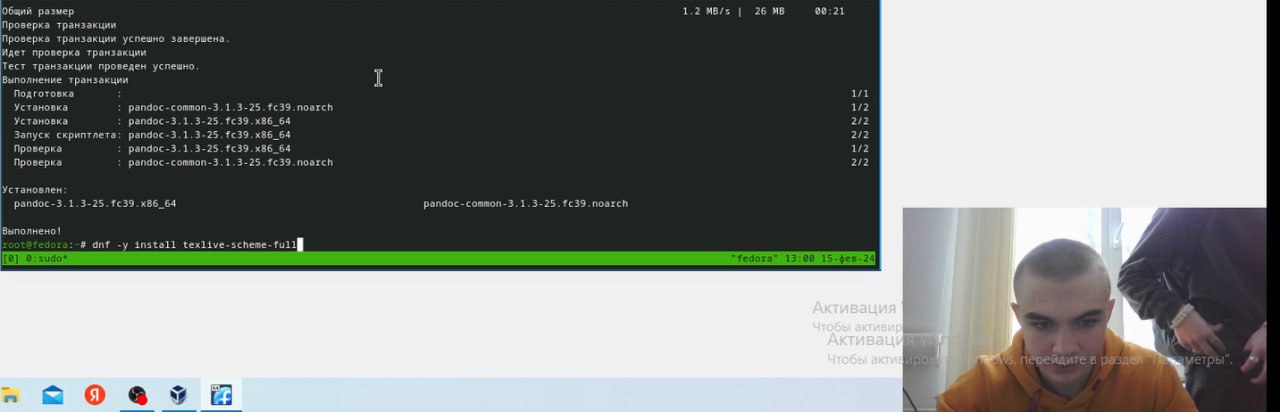 Общий размер 1.2 MB/s | 26 MB 00:21
Проверка транзакции
Проверка транзакции успешно завершена.
Идет проверка транзакции
Тест транзакции проведен успешно.
Выполнение транзакции
Подготовка : 1/1
Установка : pandoc-common-3.1.3-25.fc39.noarch 1/2
Установка : pandoc-3.1.3-25.fc39.x86_64 2/2
Запуск скриптлета: pandoc-3.1.3-25.fc39.x86_64 2/2
Проверка : pandoc-3.1.3-25.fc39.x86_64 1/2
Проверка : pandoc-common-3.1.3-25.fc39.noarch 2/2
Установлен:
pandoc-3.1.3-25.fc39.x86_64 pandoc-common-3.1.3-25.fc39.noarch
Выполнено!
root@fedora:~# dnf -y install texlive-scheme-full
[0] 0:sudo* "fedora" 13:00 15-фев-24
Активация
Чтобы активир
Активация Window
Чтобы активировать Windows, перейдите в раздел "Параметры".
Я
64